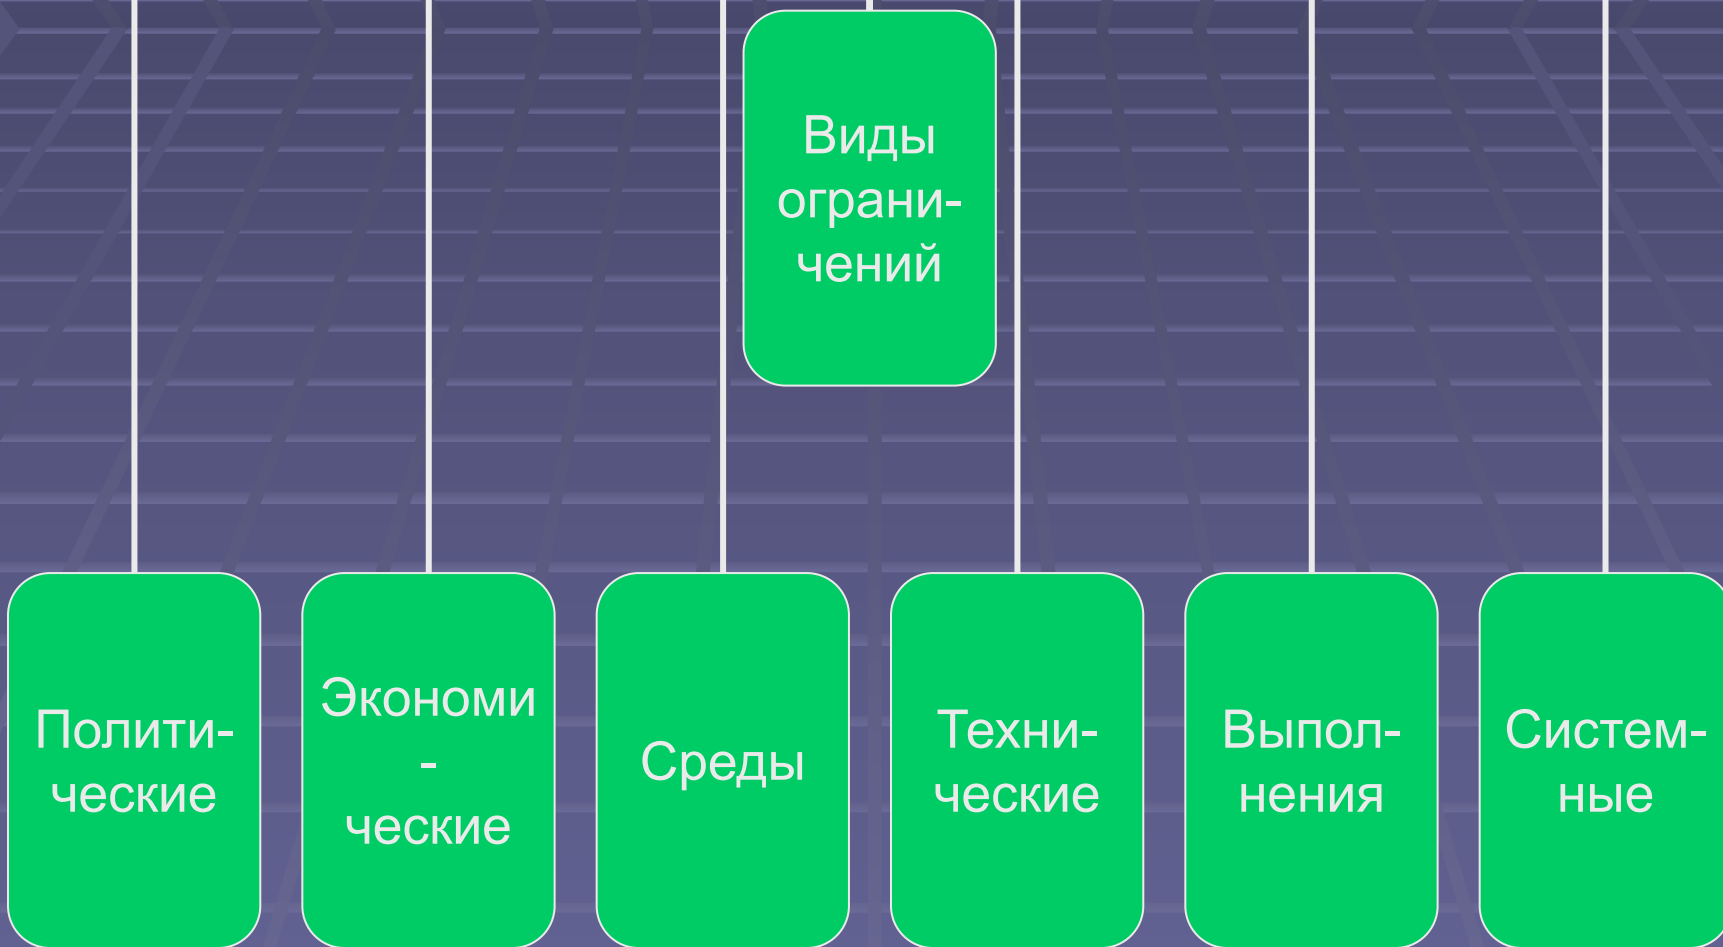 Виды
ограни-
чений
Полити-
ческие
Экономи
-
ческие
Среды
Техни-
ческие
Выпол-
нения
Систем-
ные